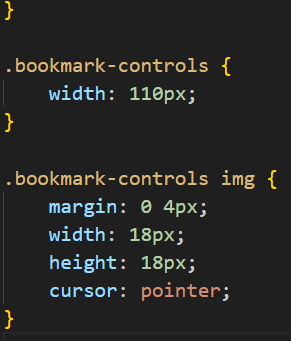 }
.bookmark-controls {
    width: 110px;
}
.bookmark-controls img {
    margin: 0 4px;
    width: 18px;
    height: 18px;
    cursor: pointer;
}